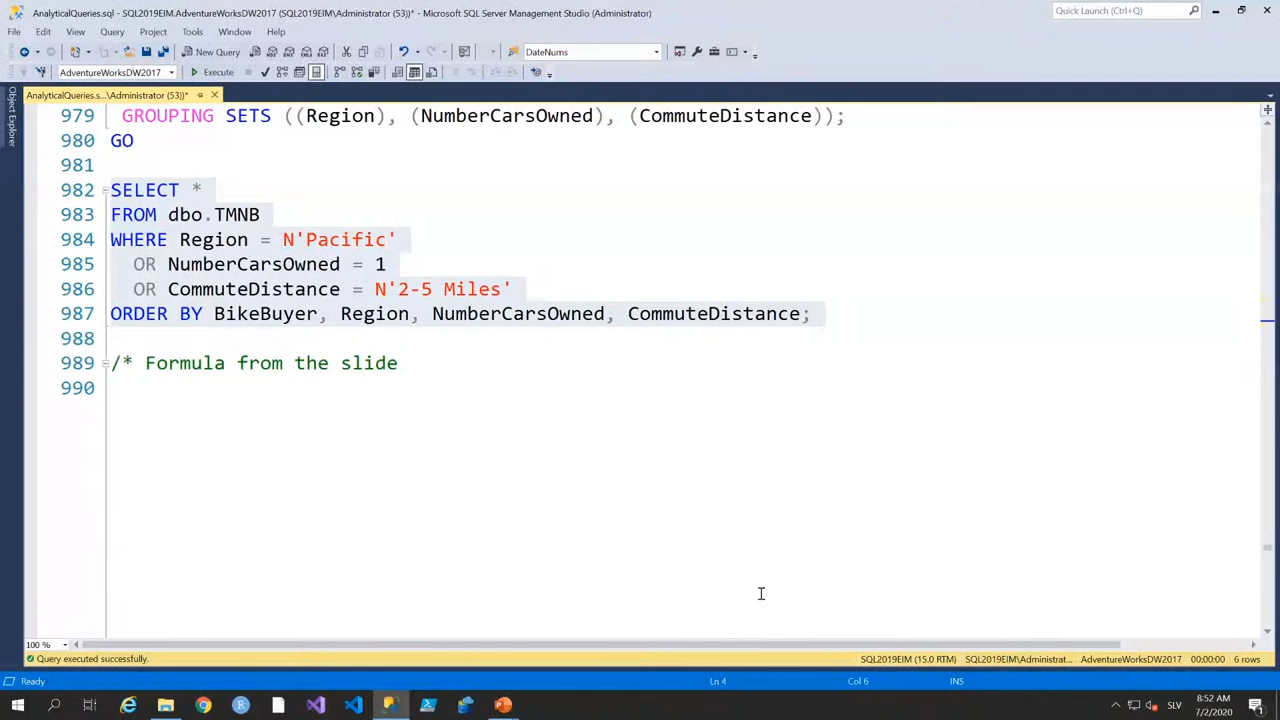 AnalyticalQueries.sql - SQL2019EIM.AdventureWorksDW2017 (SQL2019EIM\Administrator (53))* - Microsoft SQL Server Management Studio (Administrator)
Quick Launch (Ctrl+Q)
File Edit View Query Project Tools Window Help
New Query
DateNums
AdventureWorksDW2017
Execute
AnalyticalQueries.s...\Administrator (53))*
Object Explorer
979 GROUPING SETS ((Region), (NumberCarsOwned), (CommuteDistance));
980 GO
981
982 SELECT *
983 FROM dbo.TMNB
984 WHERE Region = N'Pacific'
985 OR NumberCarsOwned = 1
986 OR CommuteDistance = N'2-5 Miles'
987 ORDER BY BikeBuyer, Region, NumberCarsOwned, CommuteDistance;
988
989 /* Formula from the slide
990
100 %
Query executed successfully.
SQL2019EIM (15.0 RTM)
SQL2019EIM\Administrat...
AdventureWorksDW2017
00:00:00
6 rows
Ready
Ln 4
Col 6
INS
SLV
8:52 AM
7/2/2020
1